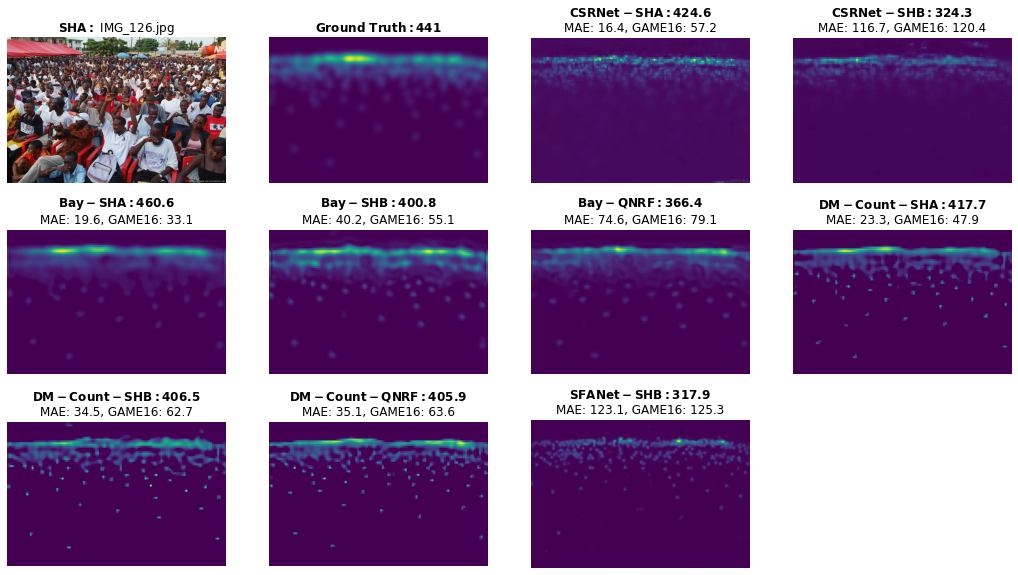 SHA: IMG_126.jpg
Ground Truth:441
CSRNet-SHA:424.6
MAE: 16.4, GAME16: 57.2
CSRNet-SHB:324.3
MAE: 116.7, GAME16: 120.4
Bay-SHA:460.6
MAE: 19.6, GAME16: 33.1
Bay-SHB:400.8
MAE: 40.2, GAME16: 55.1
Bay-QNRF:366.4
MAE: 74.6, GAME16: 79.1
DM-Count-SHA:417.7
MAE: 23.3, GAME16: 47.9
DM-Count-SHB:406.5
MAE: 34.5, GAME16: 62.7
DM-Count-QNRF:405.9
MAE: 35.1, GAME16: 63.6
SFANet-SHB:317.9
MAE: 123.1, GAME16: 125.3